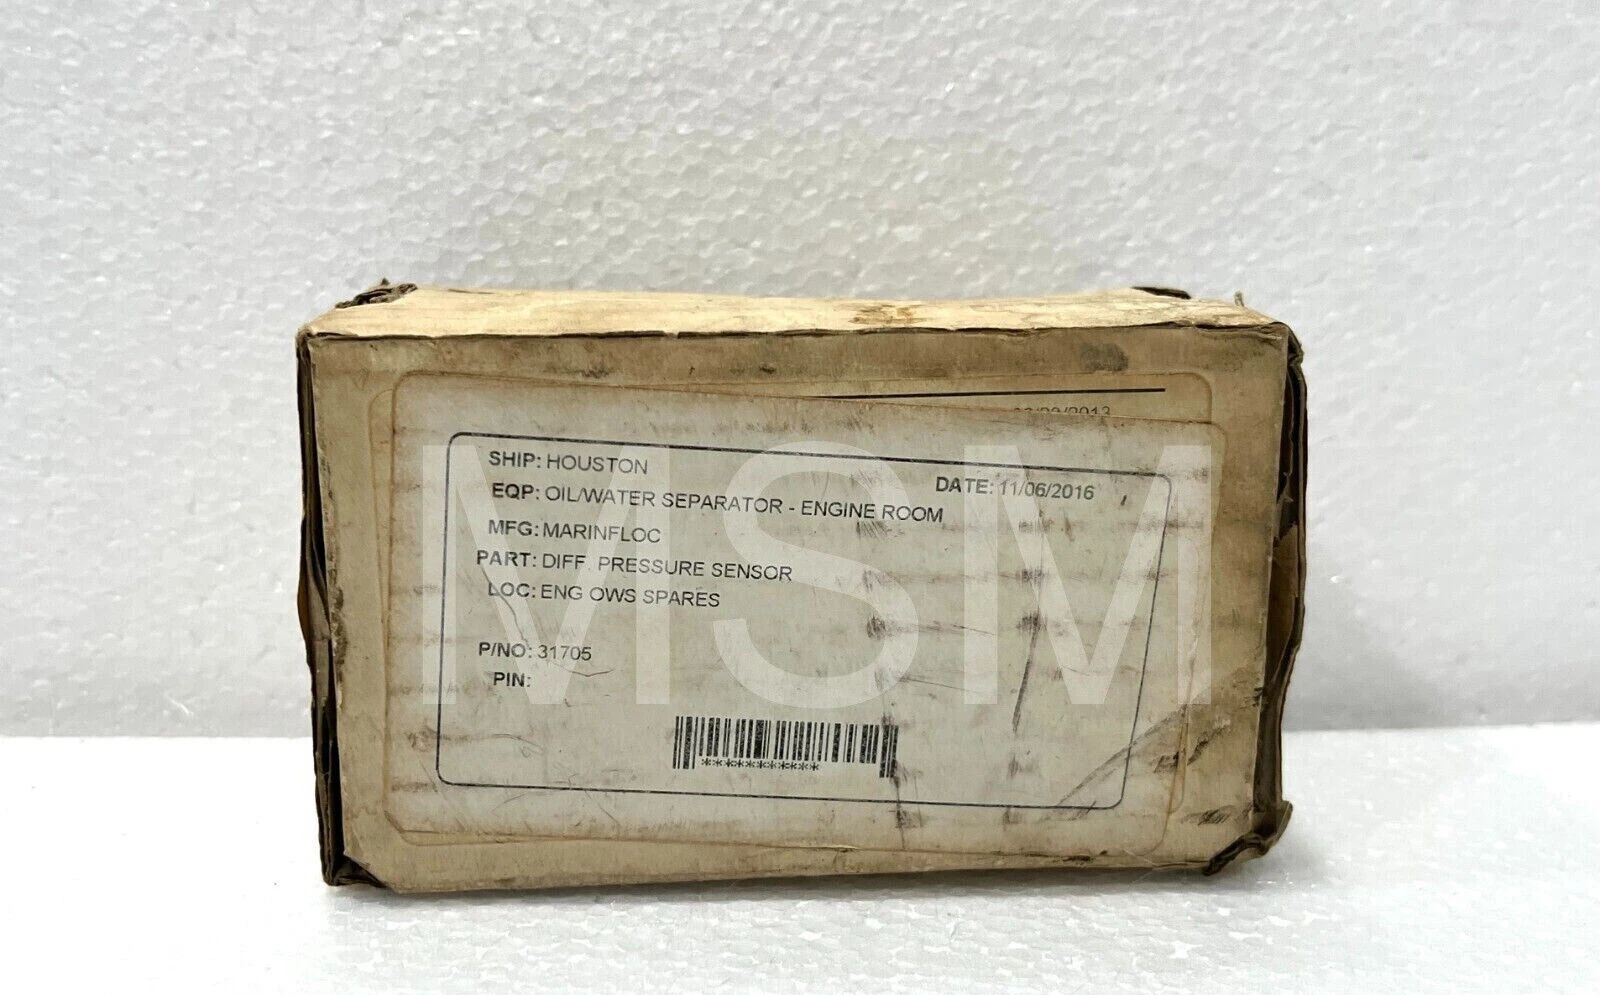 SHIP: HOUSTON
DATE: 11/06/2016
EQP: OIL/WATER SEPARATOR - ENGINE ROOM
MFG: MARINFLOC
PART: DIFF. PRESSURE SENSOR
LOC: ENG OWS SPARES
P/NO: 31705
PIN:
***********
MSM